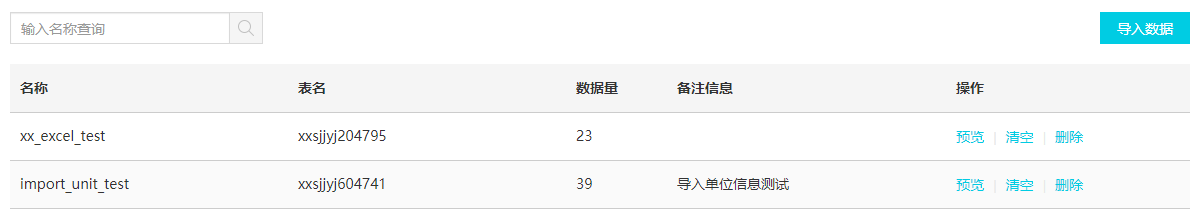 输入名称查询 导入数据
名称 表名 数据量 备注信息 操作
xx_excel_test xxsjjyj204795 23 预览 | 清空 | 删除
import_unit_test xxsjjyj604741 39 导入单位信息测试 预览 | 清空 | 删除